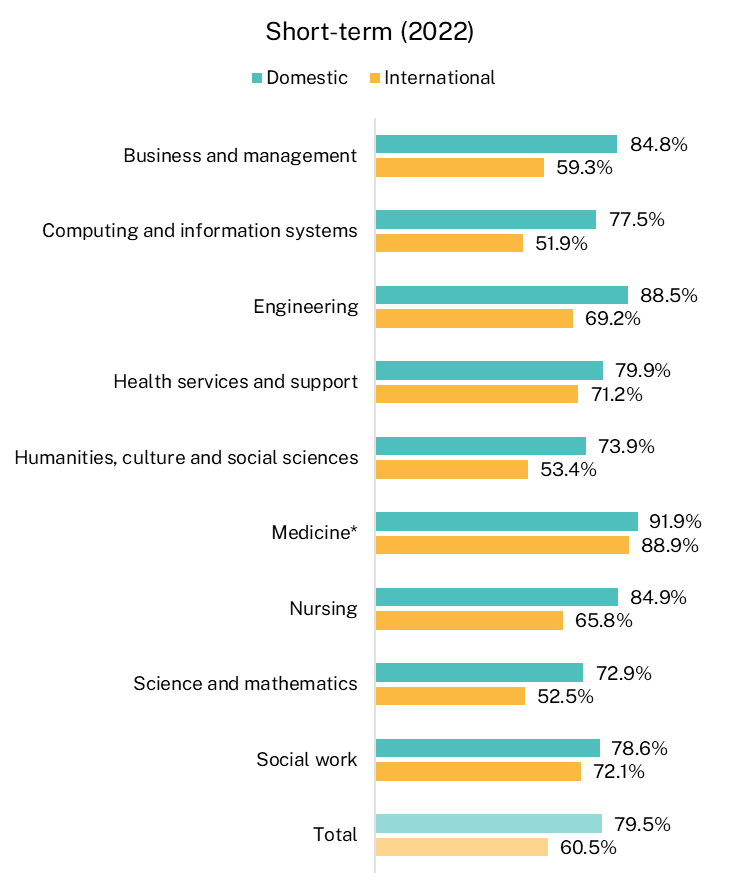 Short-term (2022)
Domestic International
Business and management 84.8%
59.3%
Computing and information systems 77.5%
51.9%
Engineering 88.5%
69.2%
Health services and support 79.9%
71.2%
Humanities, culture and social sciences 73.9%
53.4%
Medicine* 91.9%
88.9%
Nursing 84.9%
65.8%
Science and mathematics 72.9%
52.5%
Social work 78.6%
72.1%
Total 79.5%
60.5%